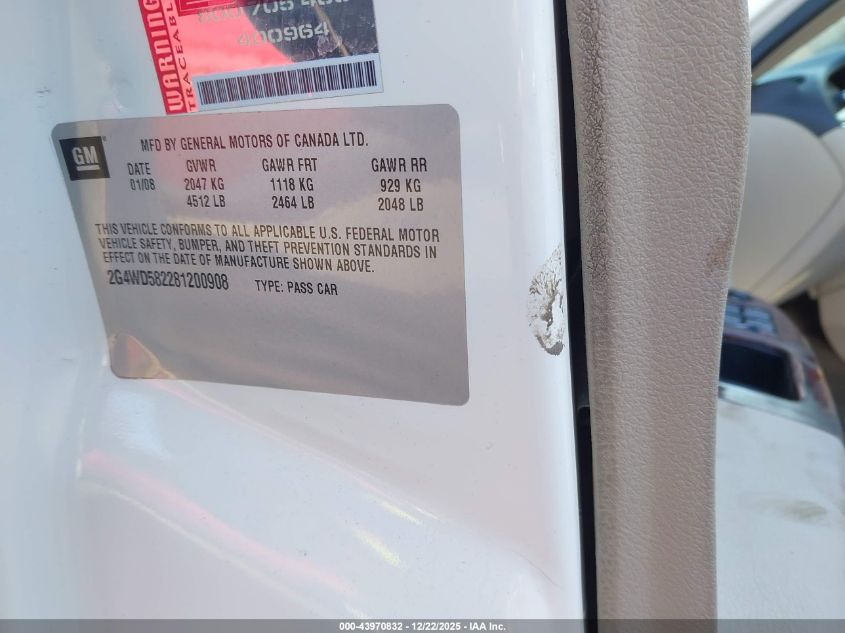 WARNING
TRACEABL
400964
GM
MFD BY GENERAL MOTORS OF CANADA LTD.
DATE GVWR GAWR FRT GAWR RR
01/08 2047 KG 1118 KG 929 KG
4512 LB 2464 LB 2048 LB
THIS VEHICLE CONFORMS TO ALL APPLICABLE U.S. FEDERAL MOTOR
VEHICLE SAFETY, BUMPER, AND THEFT PREVENTION STANDARDS IN
EFFECT ON THE DATE OF MANUFACTURE SHOWN ABOVE.
2G4WD582281200908 TYPE: PASS CAR
000-43970832 • 12/22/2025 • IAA Inc.